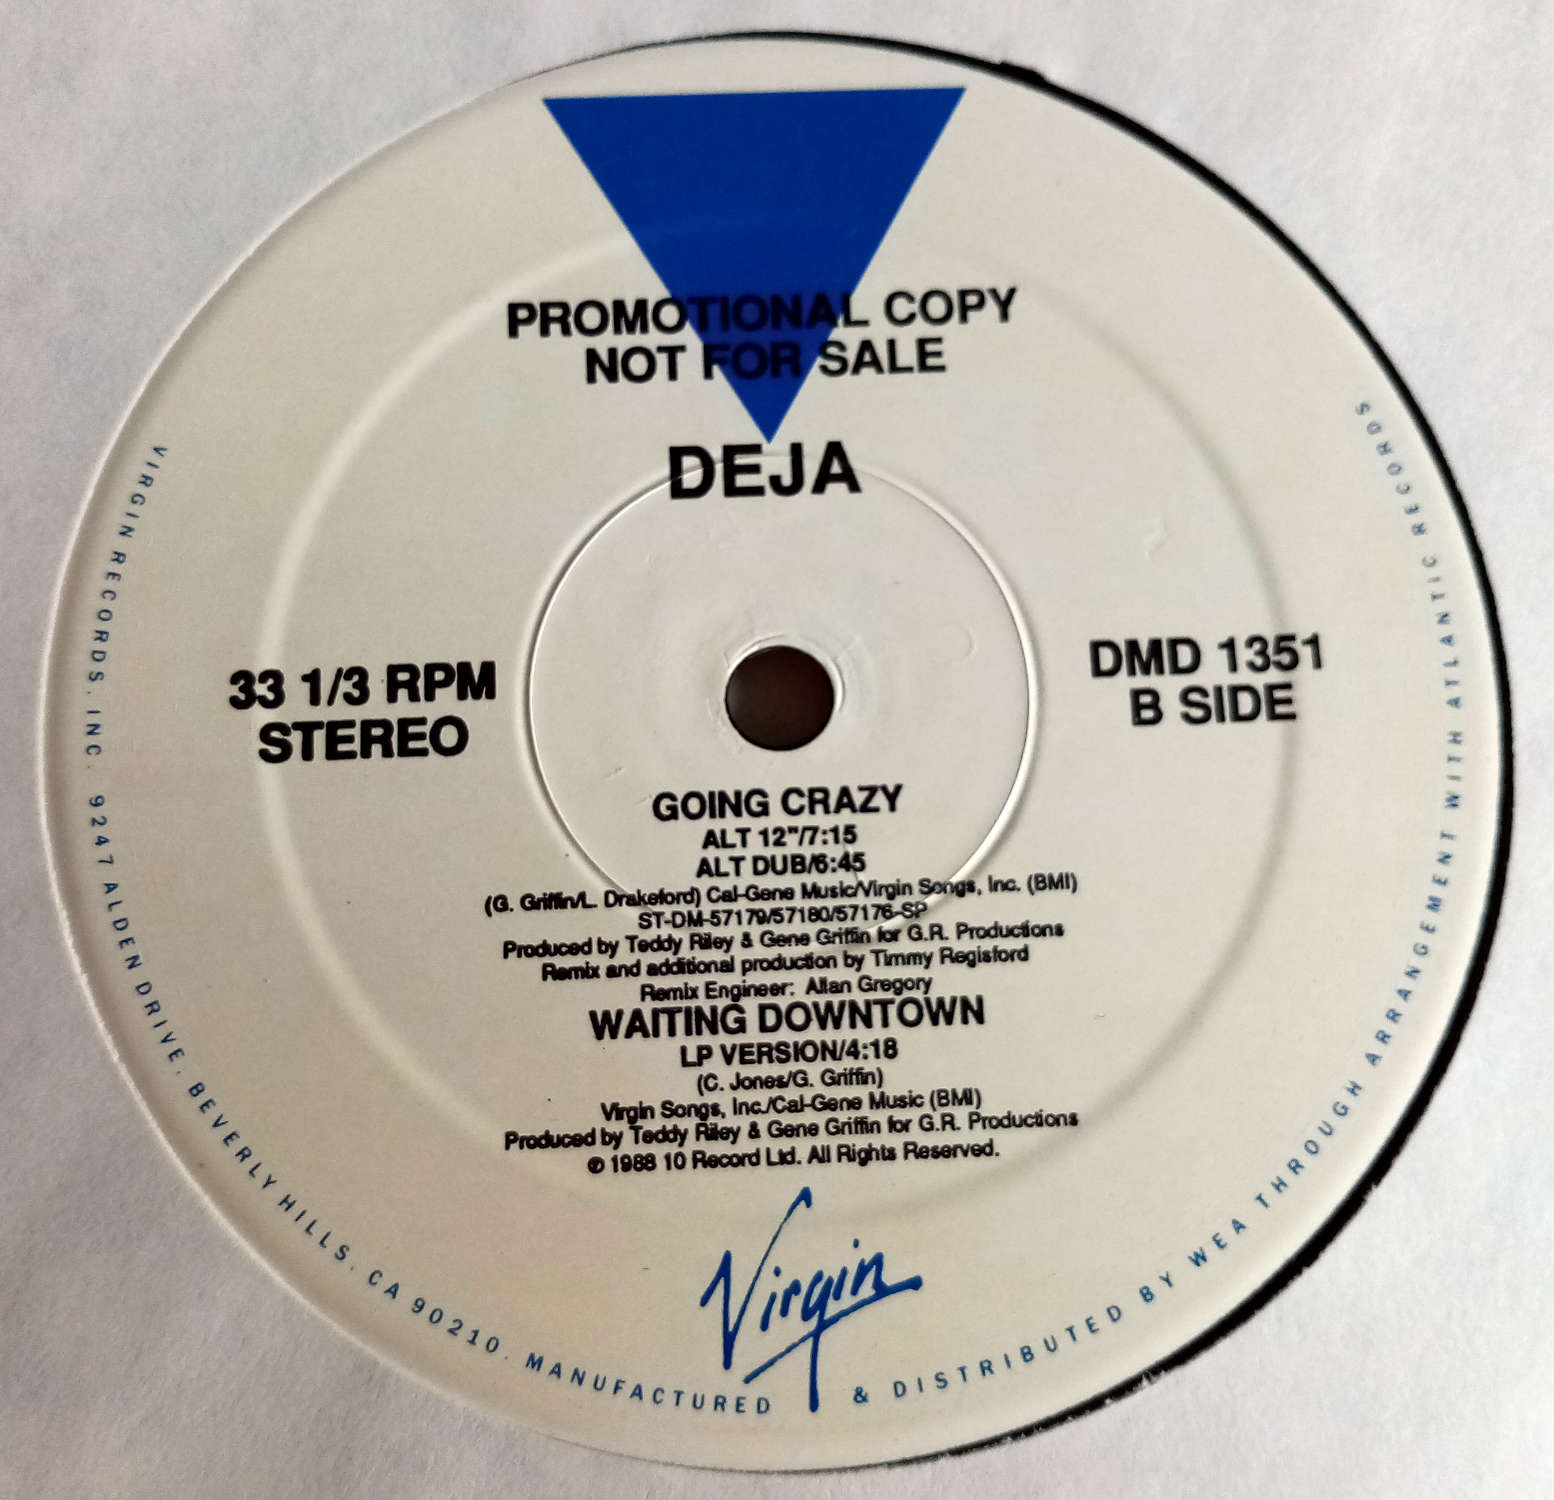 PROMOTIONAL COPY
NOT FOR SALE
DEJA
33 1/3 RPM
STEREO
DMD 1351
B SIDE
GOING CRAZY
ALT 12"/7:15
ALT DUB/6:45
(G. Griffin/L. Drakeford) Cal-Gene Music/Virgin Songs, Inc. (BMI)
ST-DM-57179/57180/57176-SP
Produced by Teddy Riley & Gene Griffin for G.R. Productions
Remix and additional production by Timmy Regisford
Remix Engineer: Allan Gregory
WAITING DOWNTOWN
LP VERSION/4:18
(C. Jones/G. Griffin)
Virgin Songs, Inc./Cal-Gene Music (BMI)
Produced by Teddy Riley & Gene Griffin for G.R. Productions
℗ 1988 10 Record Ltd. All Rights Reserved.
Virgin
VIRGIN RECORDS, INC. 9247 ALDEN DRIVE, BEVERLY HILLS, CA 90210. MANUFACTURED & DISTRIBUTED BY WEA THROUGH ARRANGEMENT WITH ATLANTIC RECORDS